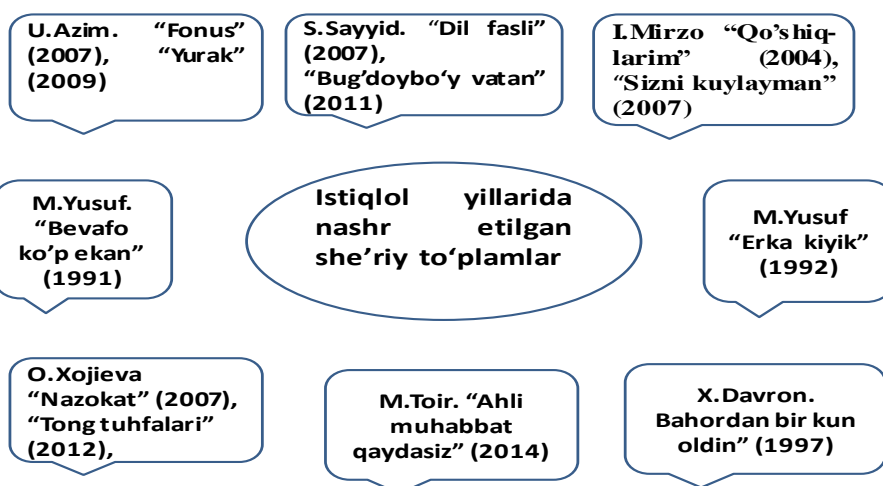 U.Azim. “Fonus”
(2007), “Yurak”
(2009)
S.Sayyid. “Dil fasli”
(2007),
“Bug’doybo‘y vatan”
(2011)
I.Mirzo “Qo’shiq-
larim” (2004),
“Sizni kuylayman”
(2007)
M.Yusuf.
“Bevafo
ko’p ekan”
(1991)
Istiqlol yillarida
nashr etilgan
she’riy to‘plamlar
M.Yusuf
“Erka kiyik”
(1992)
O.Xojieva
“Nazokat” (2007),
“Tong tuhfalari”
(2012),
M.Toir. “Ahli
muhabbat
qaydasiz” (2014)
X.Davron.
Bahordan bir kun
oldin” (1997)